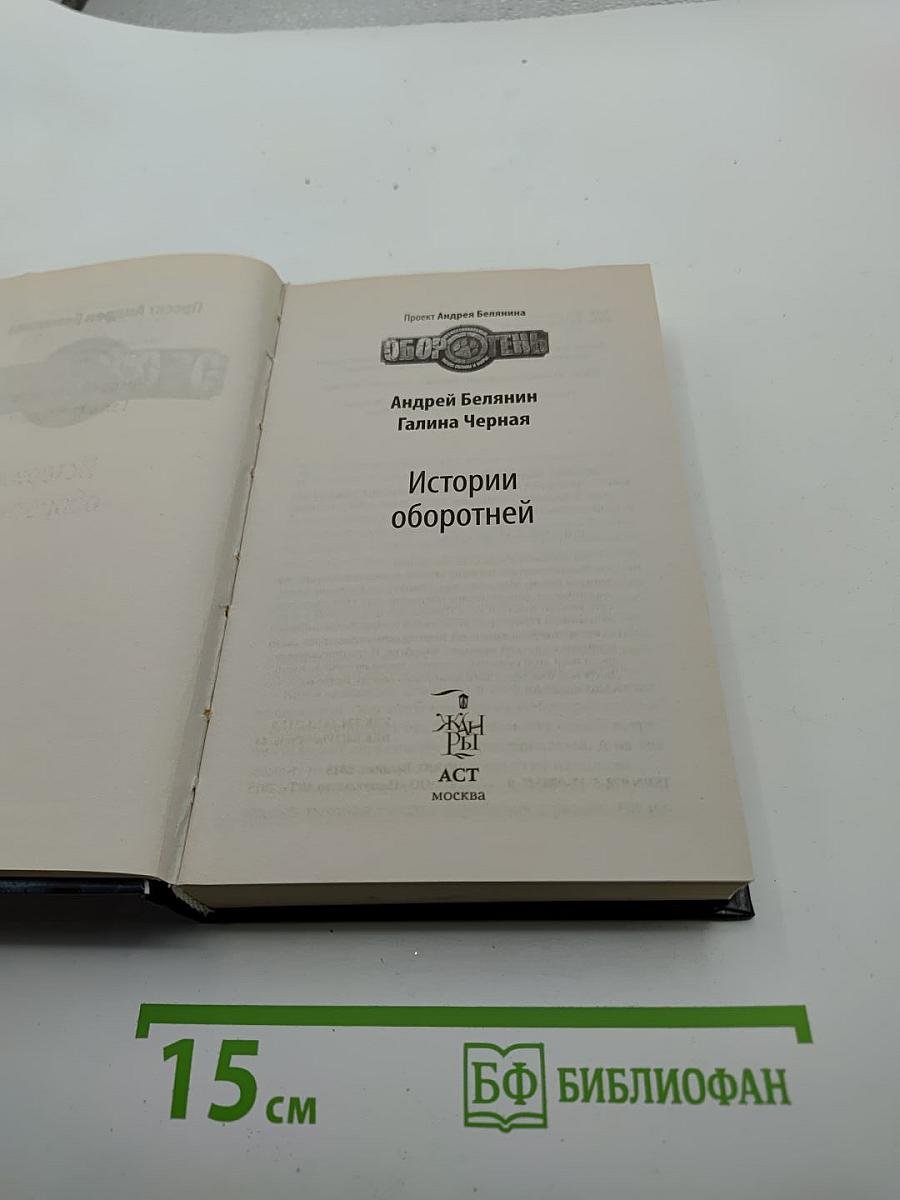 Проект Андрея Белянина
ОБОРОТЕНЬ
Андрей Белянин
Галина Черная
Истории
оборотней
ЖАН
РЫ
АСТ
МОСКВА
15 см
БФ БИБЛИОФАН